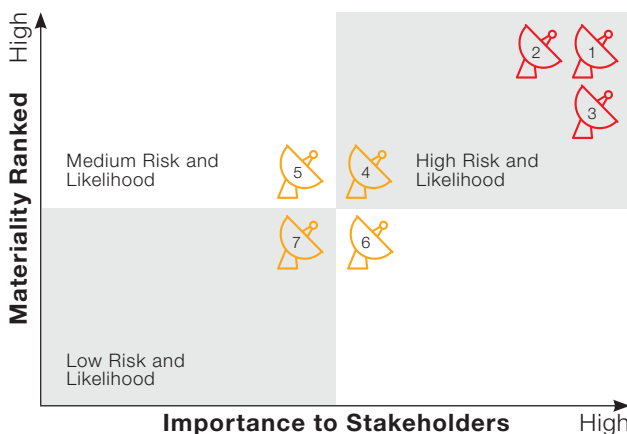 High
Materiality Ranked
2
1
3
Medium Risk and
Likelihood
5
4
High Risk and
Likelihood
7
6
Low Risk and
Likelihood
Importance to Stakeholders
High